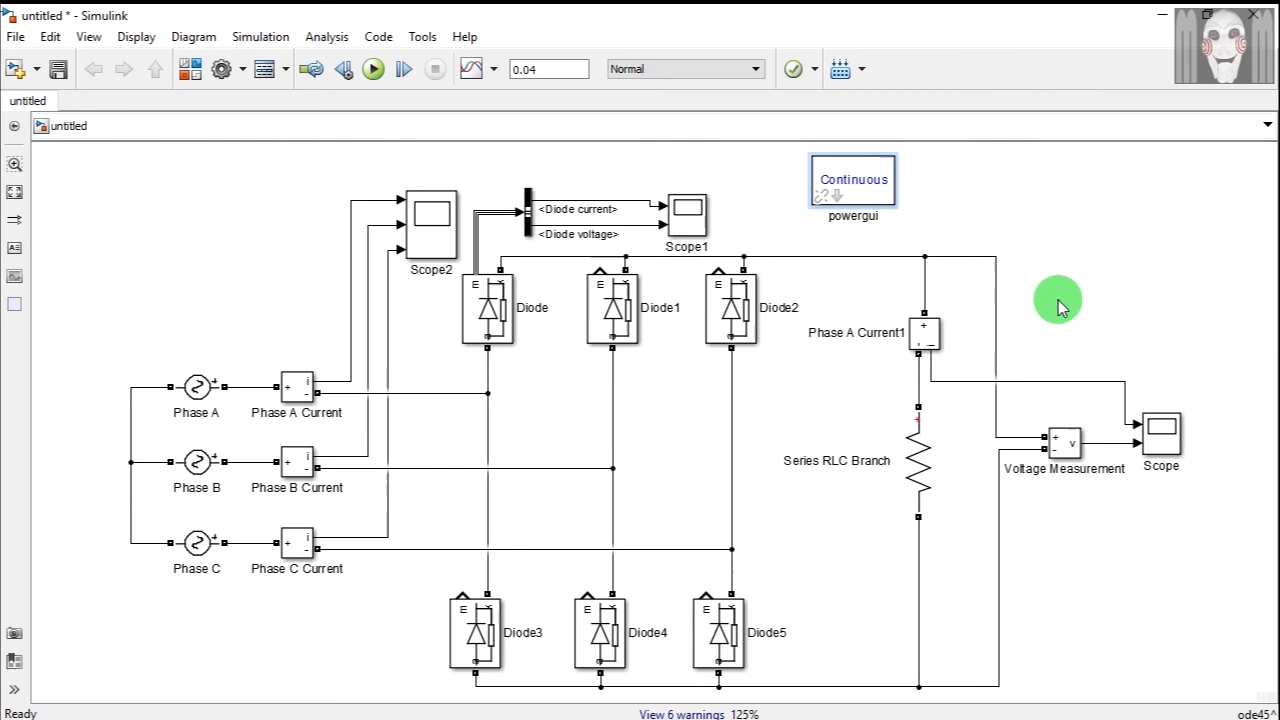 untitled * - Simulink
File Edit View Display Diagram Simulation Analysis Code Tools Help
0.04 Normal
untitled
untitled
Continuous
powergui
<Diode current>
<Diode voltage>
Scope1
Scope2
m Diode m Diode1 m Diode2
Phase A Current1
+
Phase A Phase A Current
+ i -
Phase B Phase B Current
+ i -
Phase C Phase C Current
+ i -
Series RLC Branch
+
+ - v
Voltage Measurement
Scope
m Diode3 m Diode4 m Diode5
Ready View 6 warnings 125% ode45^